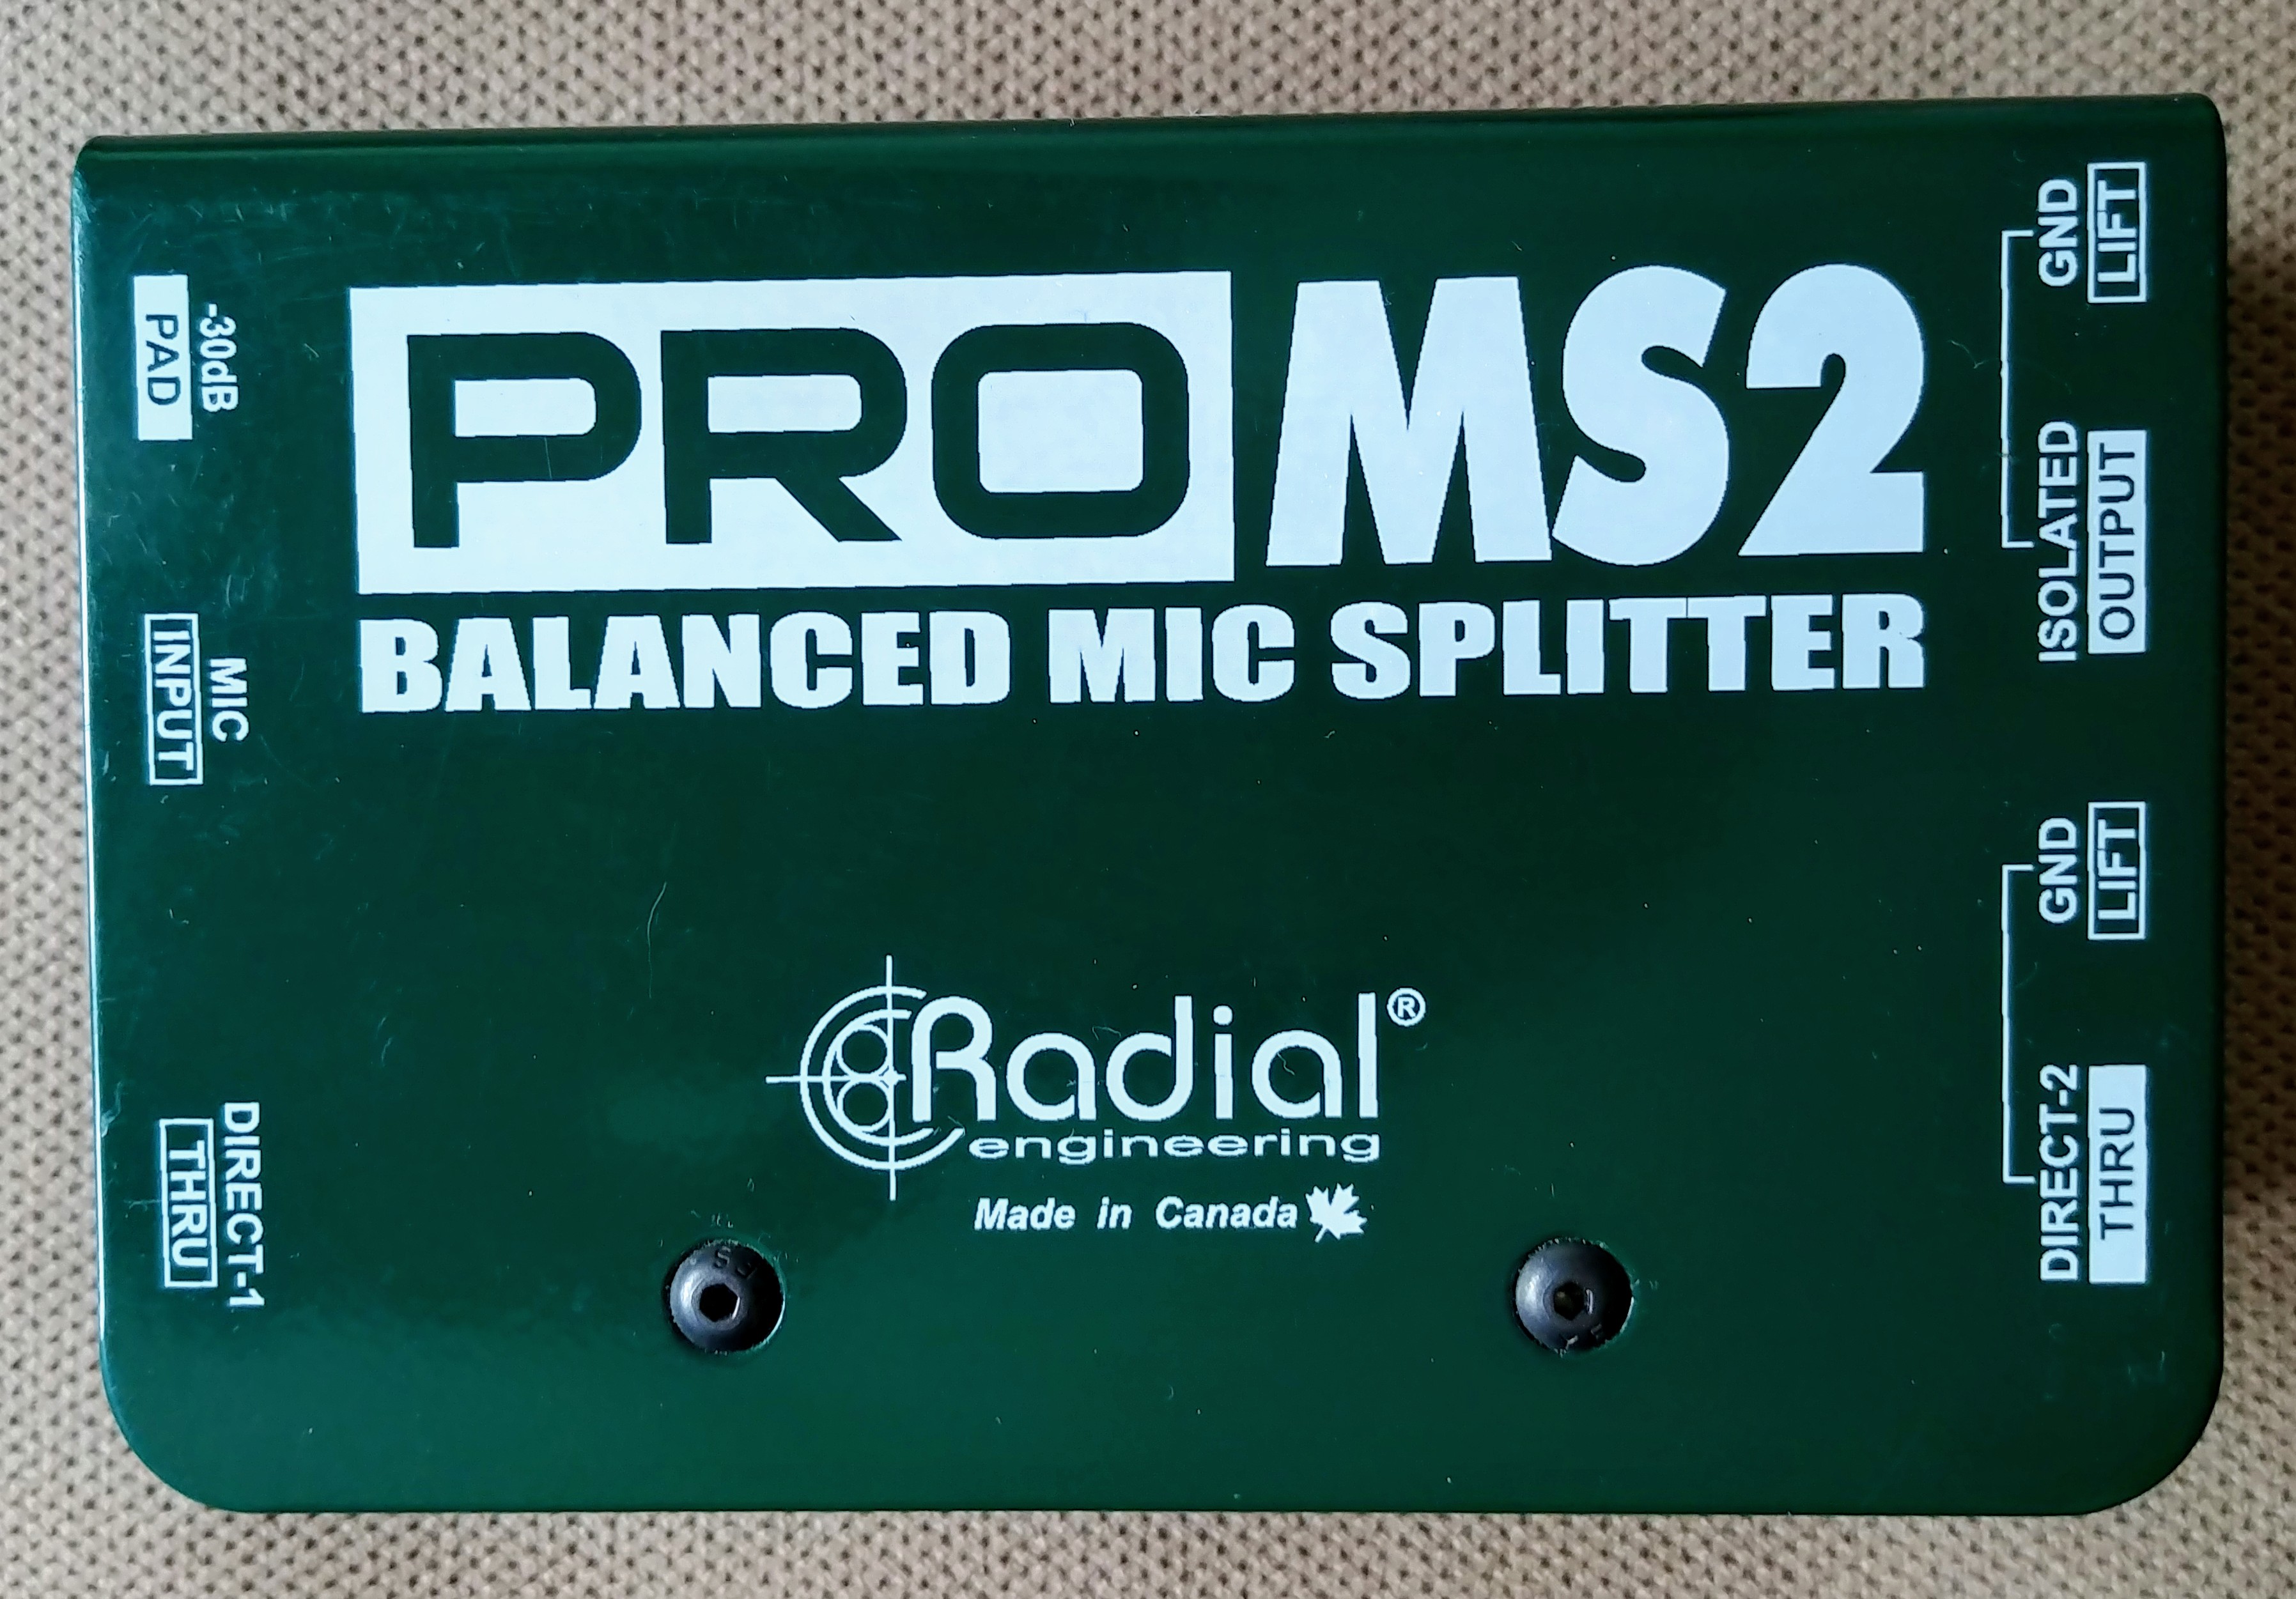 PRO MS2
BALANCED MIC SPLITTER
-30dB
PAD
MIC
INPUT
DIRECT-1
THRU
GND
LIFT
ISOLATED
OUTPUT
GND
LIFT
DIRECT-2
THRU
Radial®
engineering
Made in Canada